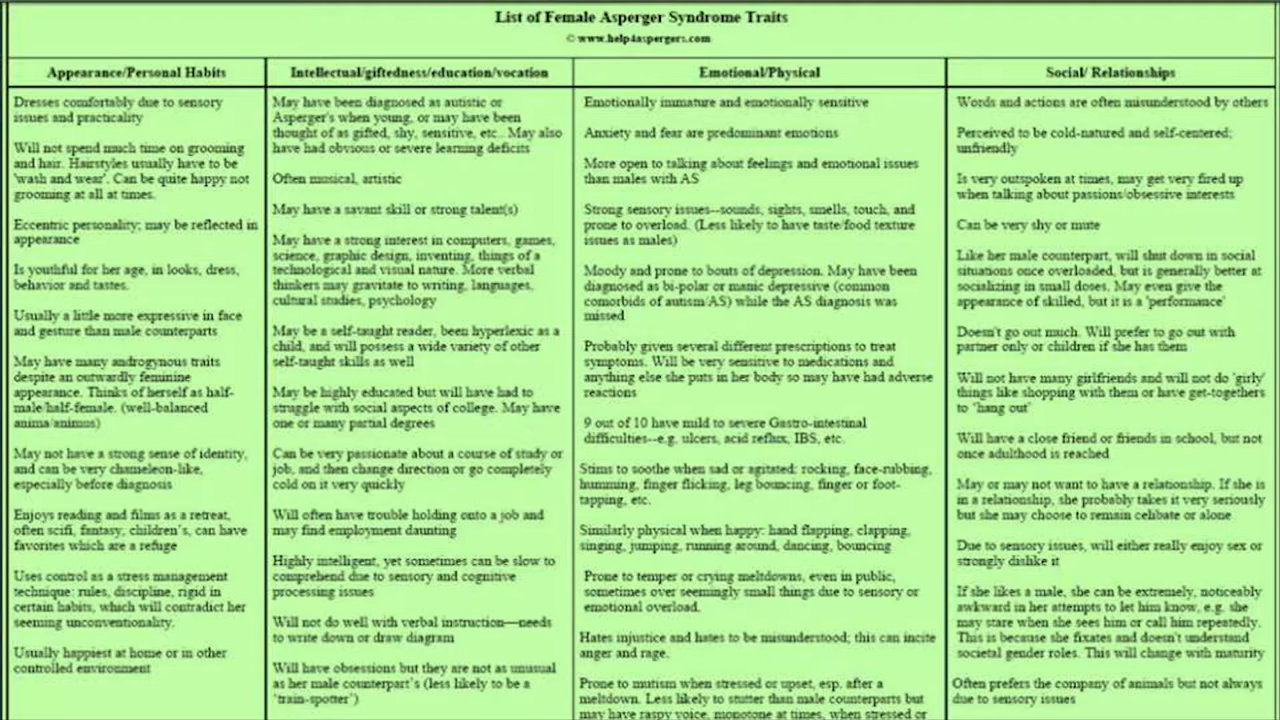 List of Female Asperger Syndrome Traits
© www.help4aspergers.com
Appearance/Personal Habits
Dresses comfortably due to sensory
issues and practicality
Will not spend much time on grooming
and hair. Hairstyles usually have to be
'wash and wear'. Can be quite happy not
grooming at all at times.
Eccentric personality; may be reflected in
appearance
Is youthful for her age, in looks, dress,
behavior and tastes.
Usually a little more expressive in face
and gesture than male counterparts
May have many androgynous traits
despite an outwardly feminine
appearance. Thinks of herself as half-
male/half-female. (well-balanced
anima/animus)
May not have a strong sense of identity,
and can be very chameleon-like,
especially before diagnosis
Enjoys reading and films as a retreat,
often scifi, fantasy, children's, can have
favorites which are a refuge
Uses control as a stress management
technique: rules, discipline, rigid in
certain habits, which will contradict her
seeming unconventionality.
Usually happiest at home or in other
controlled environment
Intellectual/giftedness/education/vocation
May have been diagnosed as autistic or
Asperger's when young, or may have been
thought of as gifted, shy, sensitive, etc.. May also
have had obvious or severe learning deficits
Often musical, artistic
May have a savant skill or strong talent(s)
May have a strong interest in computers, games,
science, graphic design, inventing, things of a
technological and visual nature. More verbal
thinkers may gravitate to writing, languages,
cultural studies, psychology
May be a self-taught reader, been hyperlexic as a
child, and will possess a wide variety of other
self-taught skills as well
May be highly educated but will have had to
struggle with social aspects of college. May have
one or many partial degrees
Can be very passionate about a course of study or
job, and then change direction or go completely
cold on it very quickly
Will often have trouble holding onto a job and
may find employment daunting
Highly intelligent, yet sometimes can be slow to
comprehend due to sensory and cognitive
processing issues
Will not do well with verbal instruction—needs
to write down or draw diagram
Will have obsessions but they are not as unusual
as her male counterpart's (less likely to be a
'train-spotter')
Emotional/Physical
Emotionally immature and emotionally sensitive
Anxiety and fear are predominant emotions
More open to talking about feelings and emotional issues
than males with AS
Strong sensory issues--sounds, sights, smells, touch, and
prone to overload. (Less likely to have taste/food texture
issues as males)
Moody and prone to bouts of depression. May have been
diagnosed as bi-polar or manic depressive (common
comorbids of autism/AS) while the AS diagnosis was
missed
Probably given several different prescriptions to treat
symptoms. Will be very sensitive to medications and
anything else she puts in her body so may have had adverse
reactions
9 out of 10 have mild to severe Gastro-intestinal
difficulties--e.g. ulcers, acid reflux, IBS, etc.
Stims to soothe when sad or agitated: rocking, face-rubbing,
humming, finger flicking, leg bouncing, finger or foot-
tapping, etc.
Similarly physical when happy: hand flapping, clapping,
singing, jumping, running around, dancing, bouncing
Prone to temper or crying meltdowns, even in public,
sometimes over seemingly small things due to sensory or
emotional overload.
Hates injustice and hates to be misunderstood; this can incite
anger and rage.
Prone to mutism when stressed or upset, esp. after a
meltdown. Less likely to stutter than male counterparts but
may have raspy voice, monotone at times, when stressed or
Social/ Relationships
Words and actions are often misunderstood by others
Perceived to be cold-natured and self-centered;
unfriendly
Is very outspoken at times, may get very fired up
when talking about passions/obsessive interests
Can be very shy or mute
Like her male counterpart, will shut down in social
situations once overloaded, but is generally better at
socializing in small doses. May even give the
appearance of skilled, but it is a 'performance'
Doesn't go out much. Will prefer to go out with
partner only or children if she has them
Will not have many girlfriends and will not do 'girly'
things like shopping with them or have get-togethers
to 'hang out'
Will have a close friend or friends in school, but not
once adulthood is reached
May or may not want to have a relationship. If she is
in a relationship, she probably takes it very seriously
but she may choose to remain celibate or alone
Due to sensory issues, will either really enjoy sex or
strongly dislike it
If she likes a male, she can be extremely, noticeably
awkward in her attempts to let him know, e.g. she
may stare when she sees him or call him repeatedly.
This is because she fixates and doesn't understand
societal gender roles. This will change with maturity
Often prefers the company of animals but not always
due to sensory issues